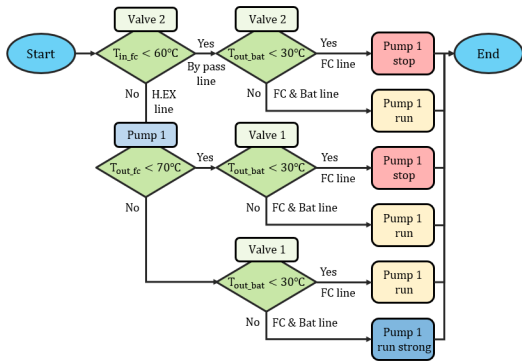 Valve 2
Valve 2
Start
T_in_fc < 60℃
Yes
By pass
line
T_out_bat < 30℃
Yes
FC line
Pump 1
stop
End
No
H.EX
line
No
FC & Bat line
Pump 1
run
Pump 1
Valve 1
T_out_fc < 70℃
Yes
T_out_bat < 30℃
Yes
FC line
Pump 1
stop
No
No
FC & Bat line
Pump 1
run
Valve 1
T_out_bat < 30℃
Yes
FC line
Pump 1
run
No
FC & Bat line
Pump 1
run strong